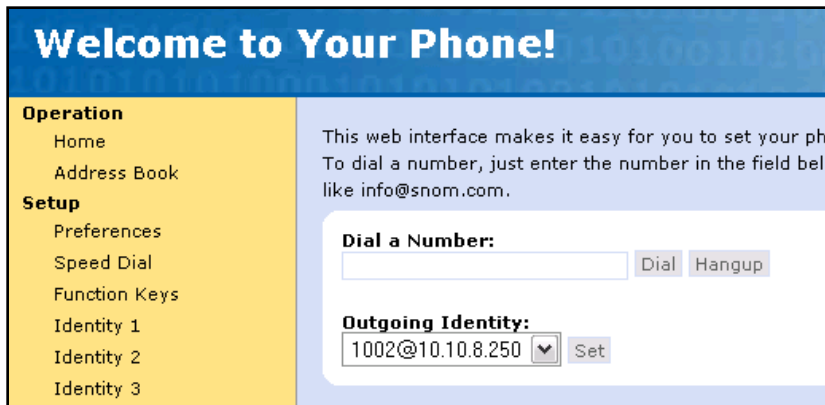 Welcome to Your Phone!
Operation
Home
Address Book
Setup
Preferences
Speed Dial
Function Keys
Identity 1
Identity 2
Identity 3
This web interface makes it easy for you to set your ph
To dial a number, just enter the number in the field bel
like info@snom.com.
Dial a Number:
Dial Hangup
Outgoing Identity:
1002@10.10.8.250 Set